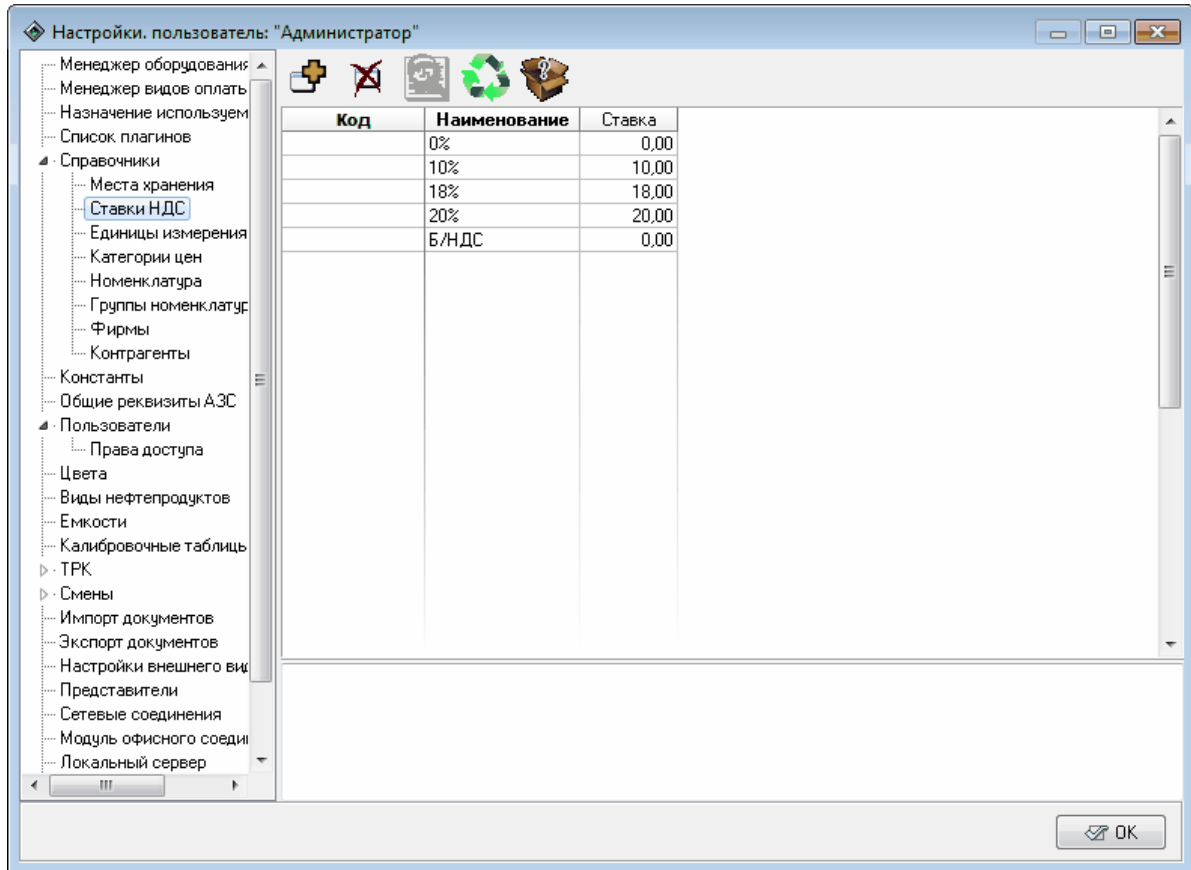 Настройки. пользователь: "Администратор"
Менеджер оборудования
Менеджер видов оплать
Назначение используем
Список плагинов
Справочники
Места хранения
Ставки НДС
Единицы измерения
Категории цен
Номенклатура
Группы номенклатур
Фирмы
Контрагенты
Константы
Общие реквизиты АЗС
Пользователи
Права доступа
Цвета
Виды нефтепродуктов
Емкости
Калибровочные таблиць
ТРК
Смены
Импорт документов
Экспорт документов
Настройки внешнего вид
Представители
Сетевые соединения
Модуль офисного соеди
Локальный сервер
Код Наименование Ставка
0% 0,00
10% 10,00
18% 18,00
20% 20,00
Б/НДС 0,00
OK